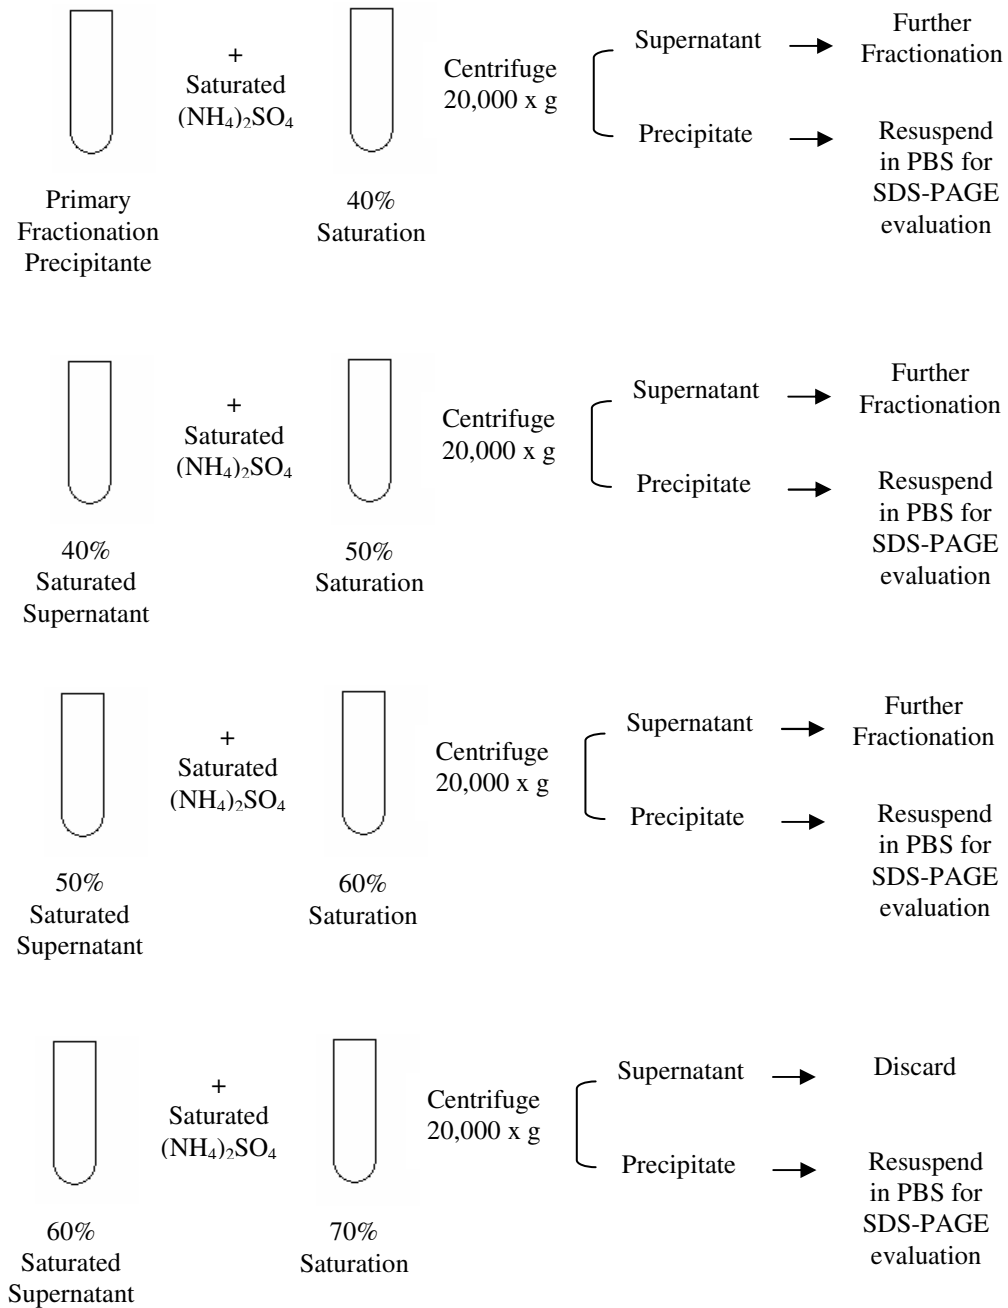 +
Saturated
(NH₄)₂SO₄
Primary
Fractionation
Precipitante
40%
Saturation
Centrifuge
20,000 x g
Supernatant
Further
Fractionation
Precipitate
Resuspend
in PBS for
SDS-PAGE
evaluation
+
Saturated
(NH₄)₂SO₄
40%
Saturated
Supernatant
50%
Saturation
Centrifuge
20,000 x g
Supernatant
Further
Fractionation
Precipitate
Resuspend
in PBS for
SDS-PAGE
evaluation
+
Saturated
(NH₄)₂SO₄
50%
Saturated
Supernatant
60%
Saturation
Centrifuge
20,000 x g
Supernatant
Further
Fractionation
Precipitate
Resuspend
in PBS for
SDS-PAGE
evaluation
+
Saturated
(NH₄)₂SO₄
60%
Saturated
Supernatant
70%
Saturation
Centrifuge
20,000 x g
Supernatant
Discard
Precipitate
Resuspend
in PBS for
SDS-PAGE
evaluation